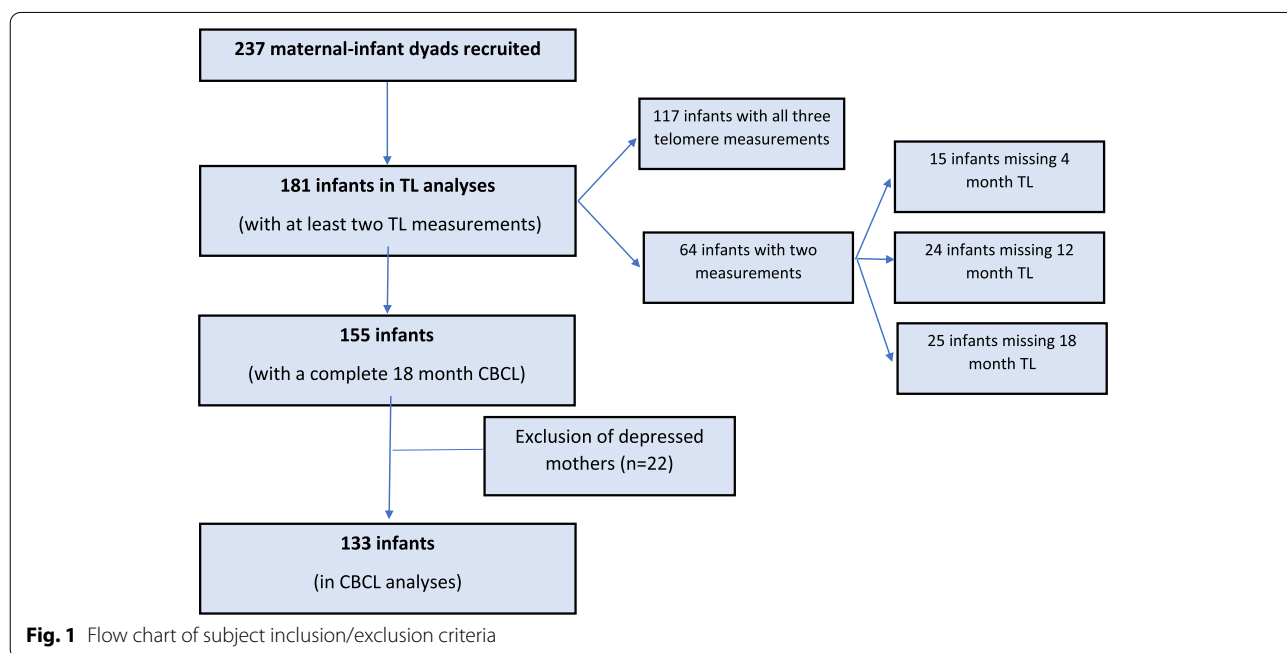 237 maternal-infant dyads recruited
117 infants with all three
telomere measurements
181 infants in TL analyses
(with at least two TL measurements)
64 infants with two
measurements
15 infants missing 4
month TL
24 infants missing 12
month TL
25 infants missing 18
month TL
155 infants
(with a complete 18 month CBCL)
Exclusion of depressed
mothers (n=22)
133 infants
(in CBCL analyses)
Fig. 1 Flow chart of subject inclusion/exclusion criteria